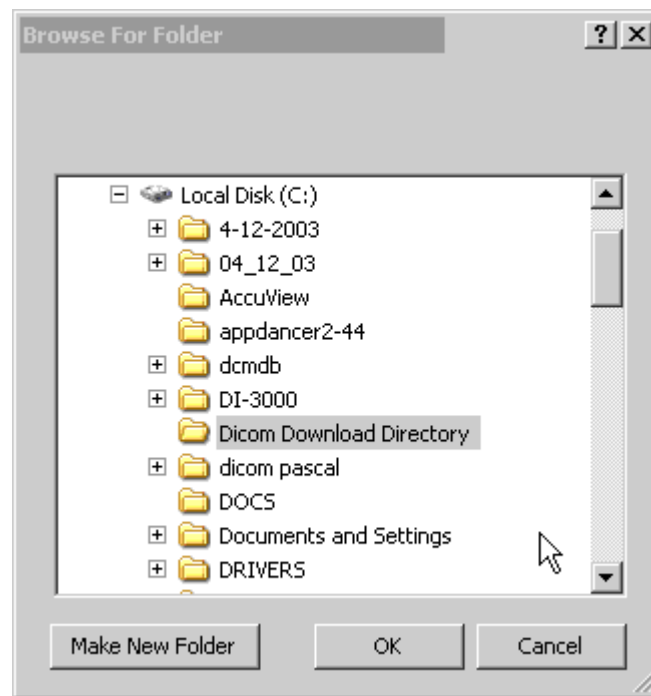 Browse For Folder
Local Disk (C:)
4-12-2003
04_12_03
AccuView
appdancer2-44
dcmdb
DI-3000
Dicom Download Directory
dicom pascal
DOCS
Documents and Settings
DRIVERS
Make New Folder OK Cancel